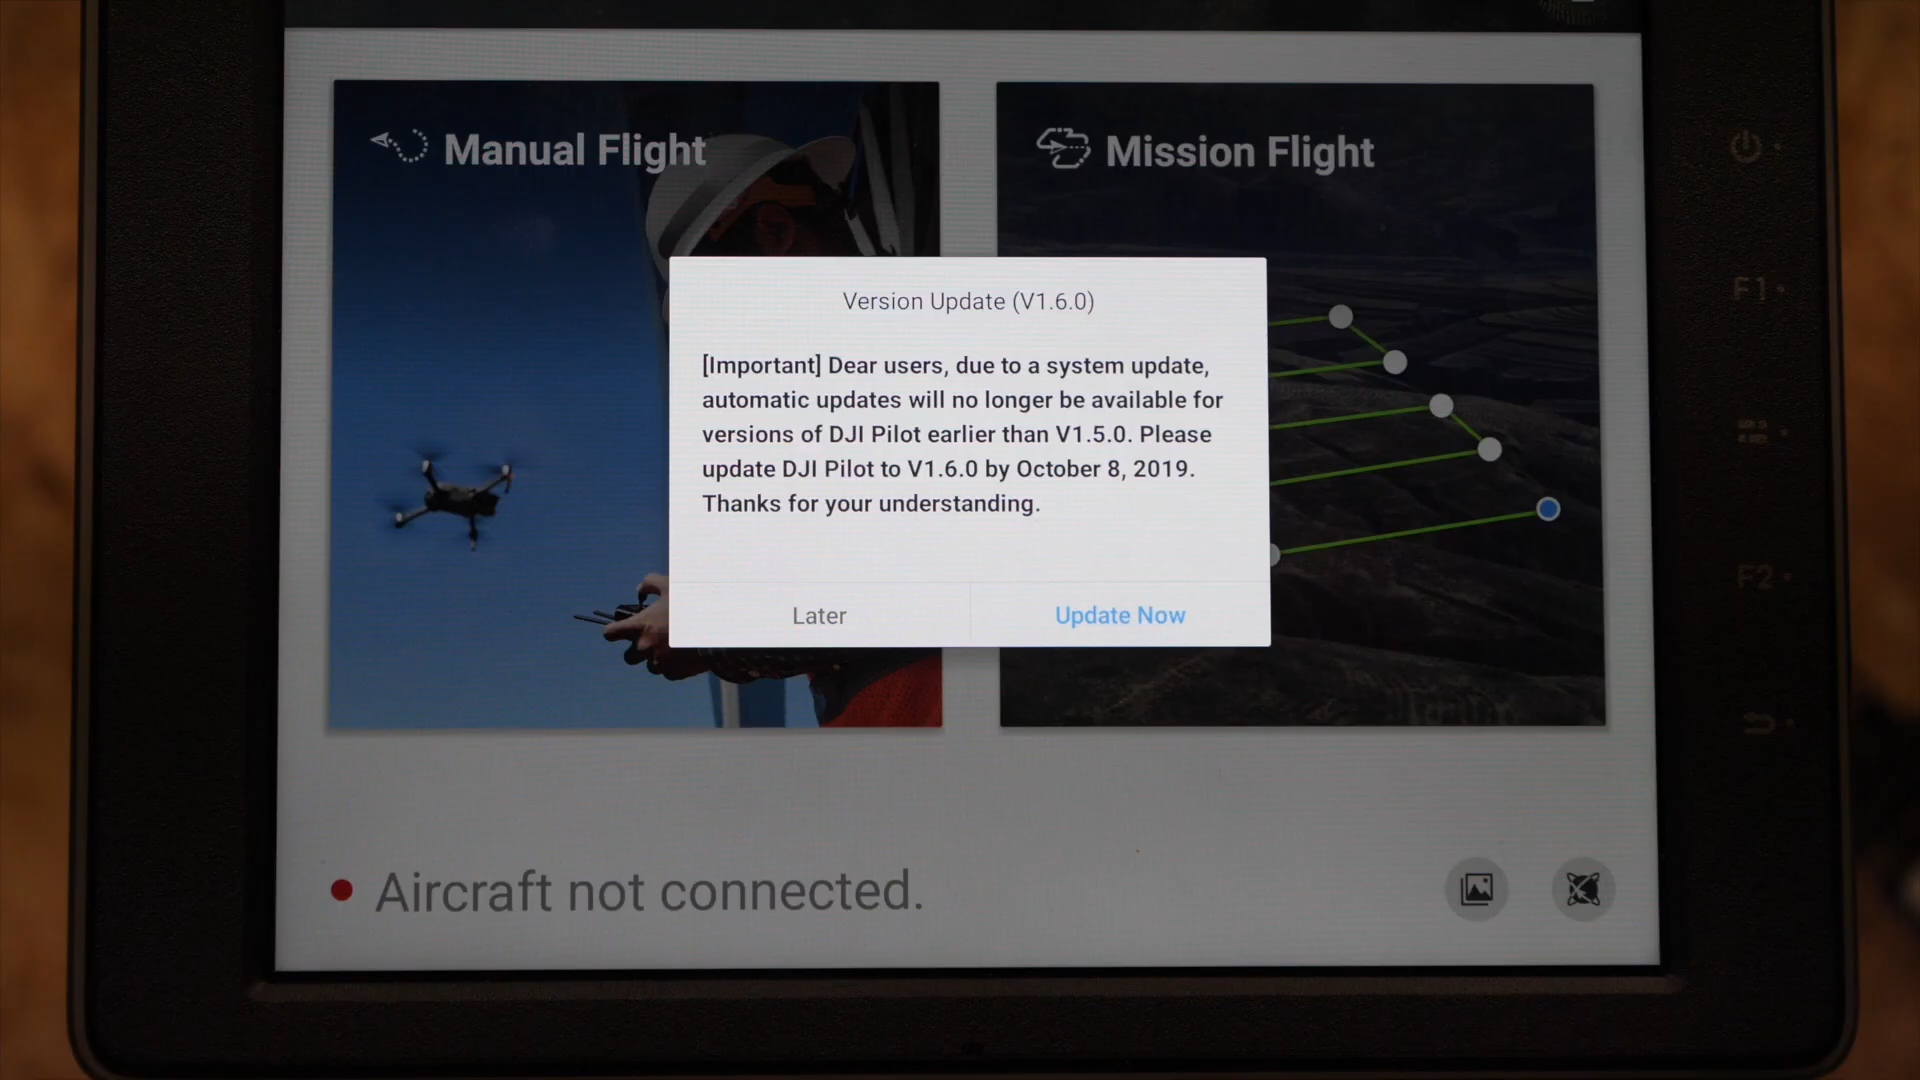 Manual Flight
Mission Flight
Version Update (V1.6.0)
[Important] Dear users, due to a system update,
automatic updates will no longer be available for
versions of DJI Pilot earlier than V1.5.0. Please
update DJI Pilot to V1.6.0 by October 8, 2019.
Thanks for your understanding.
Later
Update Now
Aircraft not connected.
F1
F2